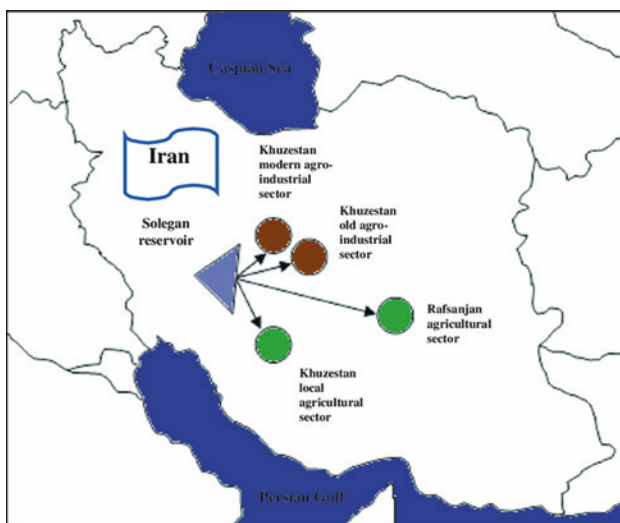 Caspian Sea
Iran
Khuzestan
modern agro-
industrial
sector
Solegan
reservoir
Khuzestan
old agro-
industrial
sector
Rafsanjan
agricultural
sector
Khuzestan
local
agricultural
sector
Persian Gulf